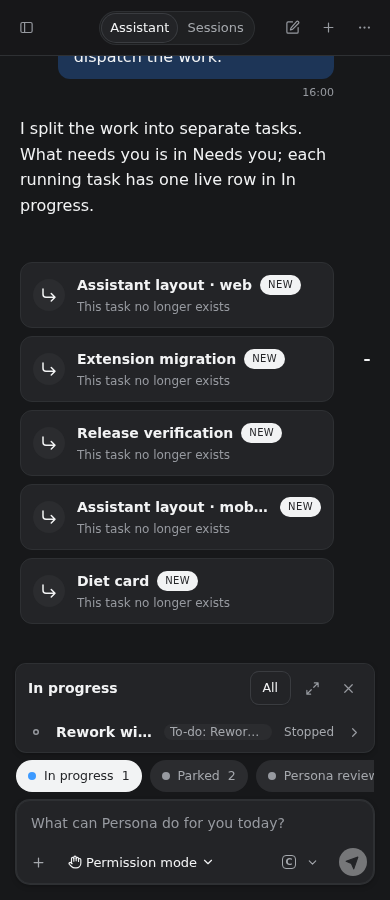 Assistant Sessions
dispatch the work.
16:00
I split the work into separate tasks.
What needs you is in Needs you; each
running task has one live row in In
progress.
Assistant layout · web NEW
This task no longer exists
Extension migration NEW
This task no longer exists
Release verification NEW
This task no longer exists
Assistant layout · mob… NEW
This task no longer exists
Diet card NEW
This task no longer exists
In progress All
Rework wi… To-do: Rewor… Stopped
In progress 1 Parked 2 Persona review
What can Persona do for you today?
Permission mode C